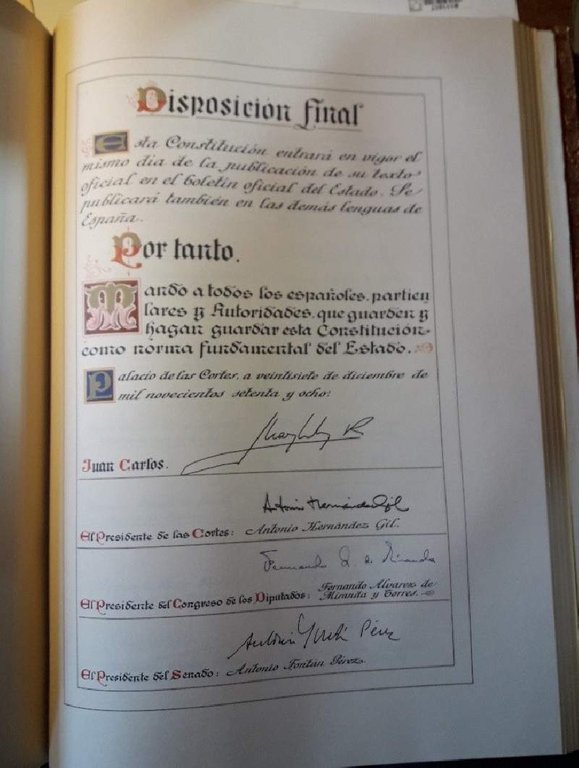 Disposición final
Esta Constitución entrará en vigor el
mismo día de la publicación de su texto
oficial en el boletín oficial del Estado. Se
publicará también en las demás lenguas de
España.
Por tanto.
Mando a todos los españoles, particu
lares y Autoridades, que guarden y
hagan guardar esta Constitución
como norma fundamental del Estado.
Palacio de las Cortes, a veintisiete de diciembre de
mil novecientos setenta y ocho:
Juan Carlos R
Juan Carlos.
Antonio Hernández Gil
El Presidente de las Cortes: Antonio Hernández Gil.
Fernando A. de Miranda
El Presidente del Congreso de los Diputados: Fernando Alvarez de
Miranda y Torres.
Antonio Fontán Pérez
El Presidente del Senado: Antonio Fontán Pérez.